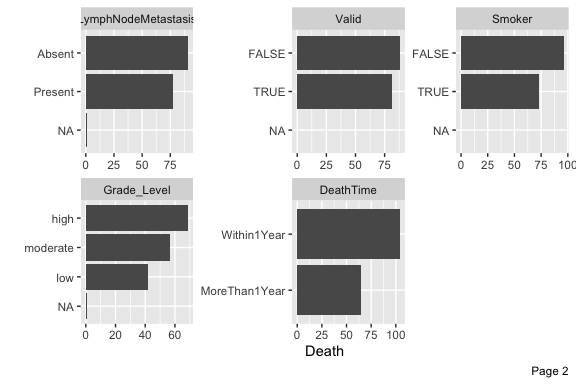 LymphNodeMetastasis
Absent
Present
NA
0 25 50 75
Valid
FALSE
TRUE
NA
0 25 50 75
Smoker
FALSE
TRUE
NA
0 25 50 75 100
Grade_Level
high
moderate
low
NA
0 20 40 60
DeathTime
Within1Year
MoreThan1Year
0 25 50 75 100
Death
Page 2